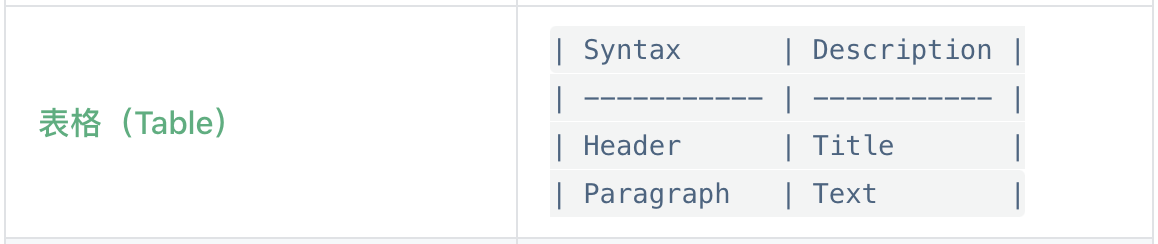 表格（Table）
| Syntax      | Description |
| ----------- | ----------- |
| Header      | Title       |
| Paragraph   | Text        |